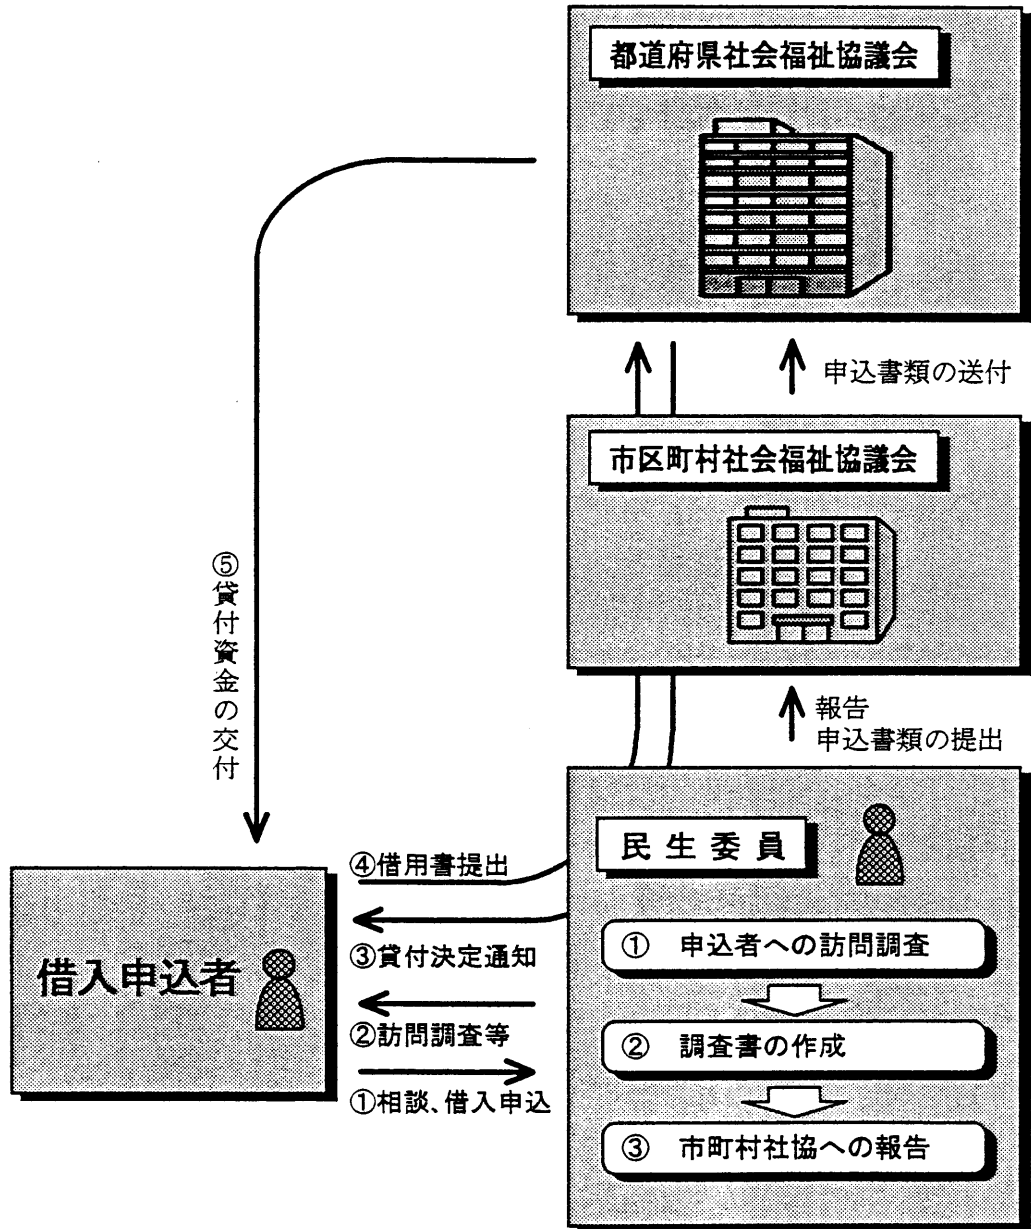 都道府県社会福祉協議会
申込書類の送付
市区町村社会福祉協議会
報告
申込書類の提出
⑤貸付資金の交付
民生委員
④借用書提出
③貸付決定通知
②訪問調査等
①相談、借入申込
借入申込者
① 申込者への訪問調査
② 調査書の作成
③ 市町村社協への報告